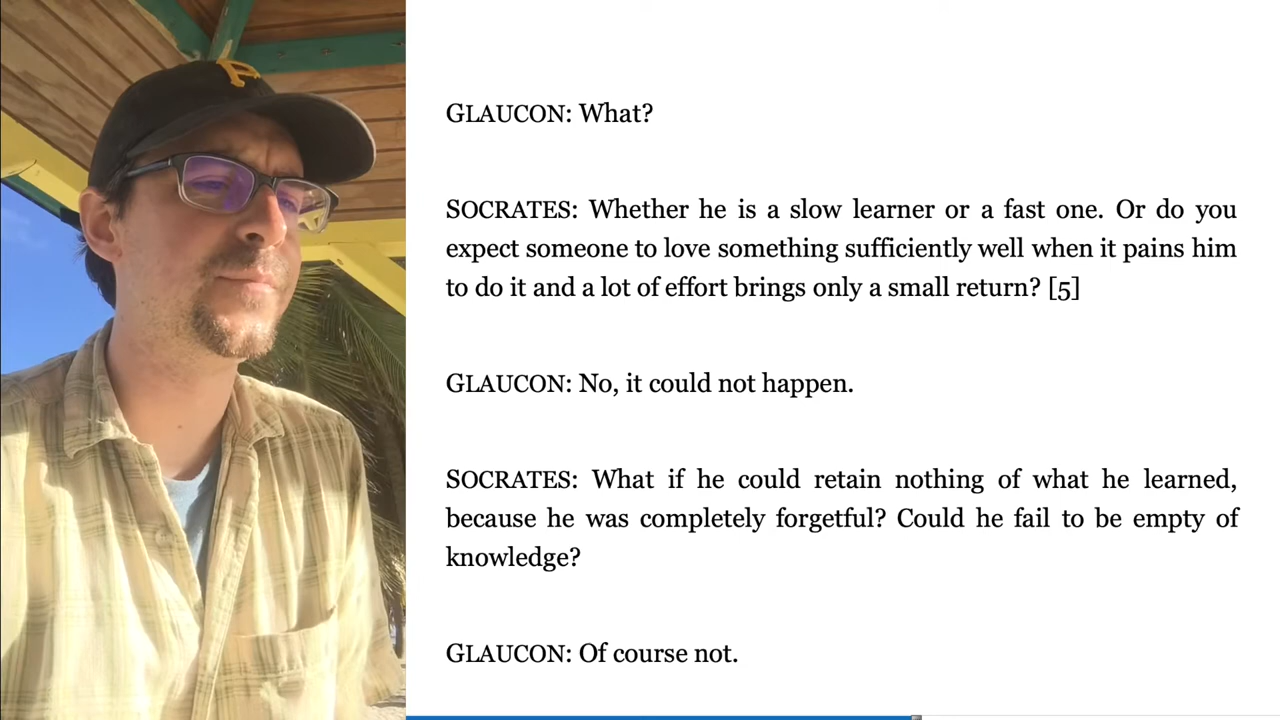 P
GLAUCON: What?
SOCRATES: Whether he is a slow learner or a fast one. Or do you
expect someone to love something sufficiently well when it pains him
to do it and a lot of effort brings only a small return? [5]
GLAUCON: No, it could not happen.
SOCRATES: What if he could retain nothing of what he learned,
because he was completely forgetful? Could he fail to be empty of
knowledge?
GLAUCON: Of course not.